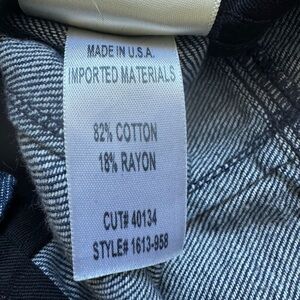 MADE IN U.S.A.
IMPORTED MATERIALS
82% COTTON
18% RAYON
CUT# 40134
STYLE# 1613-958